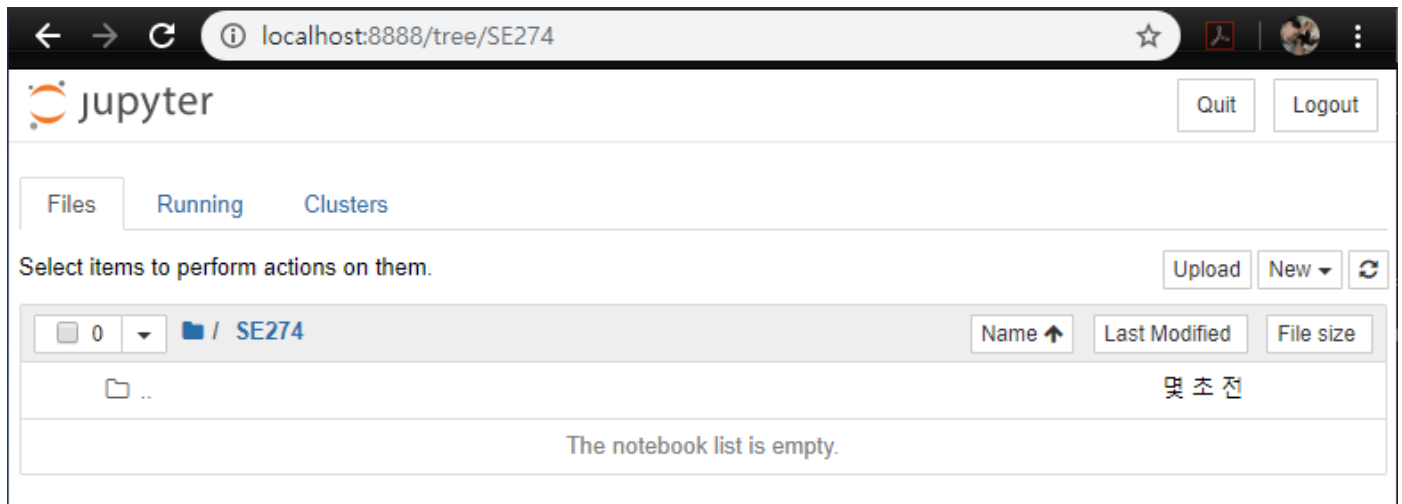 localhost:8888/tree/SE274
jupyter
Quit
Logout
Files
Running
Clusters
Select items to perform actions on them.
Upload
New
0
/ SE274
Name
Last Modified
File size
..
몇 초 전
The notebook list is empty.